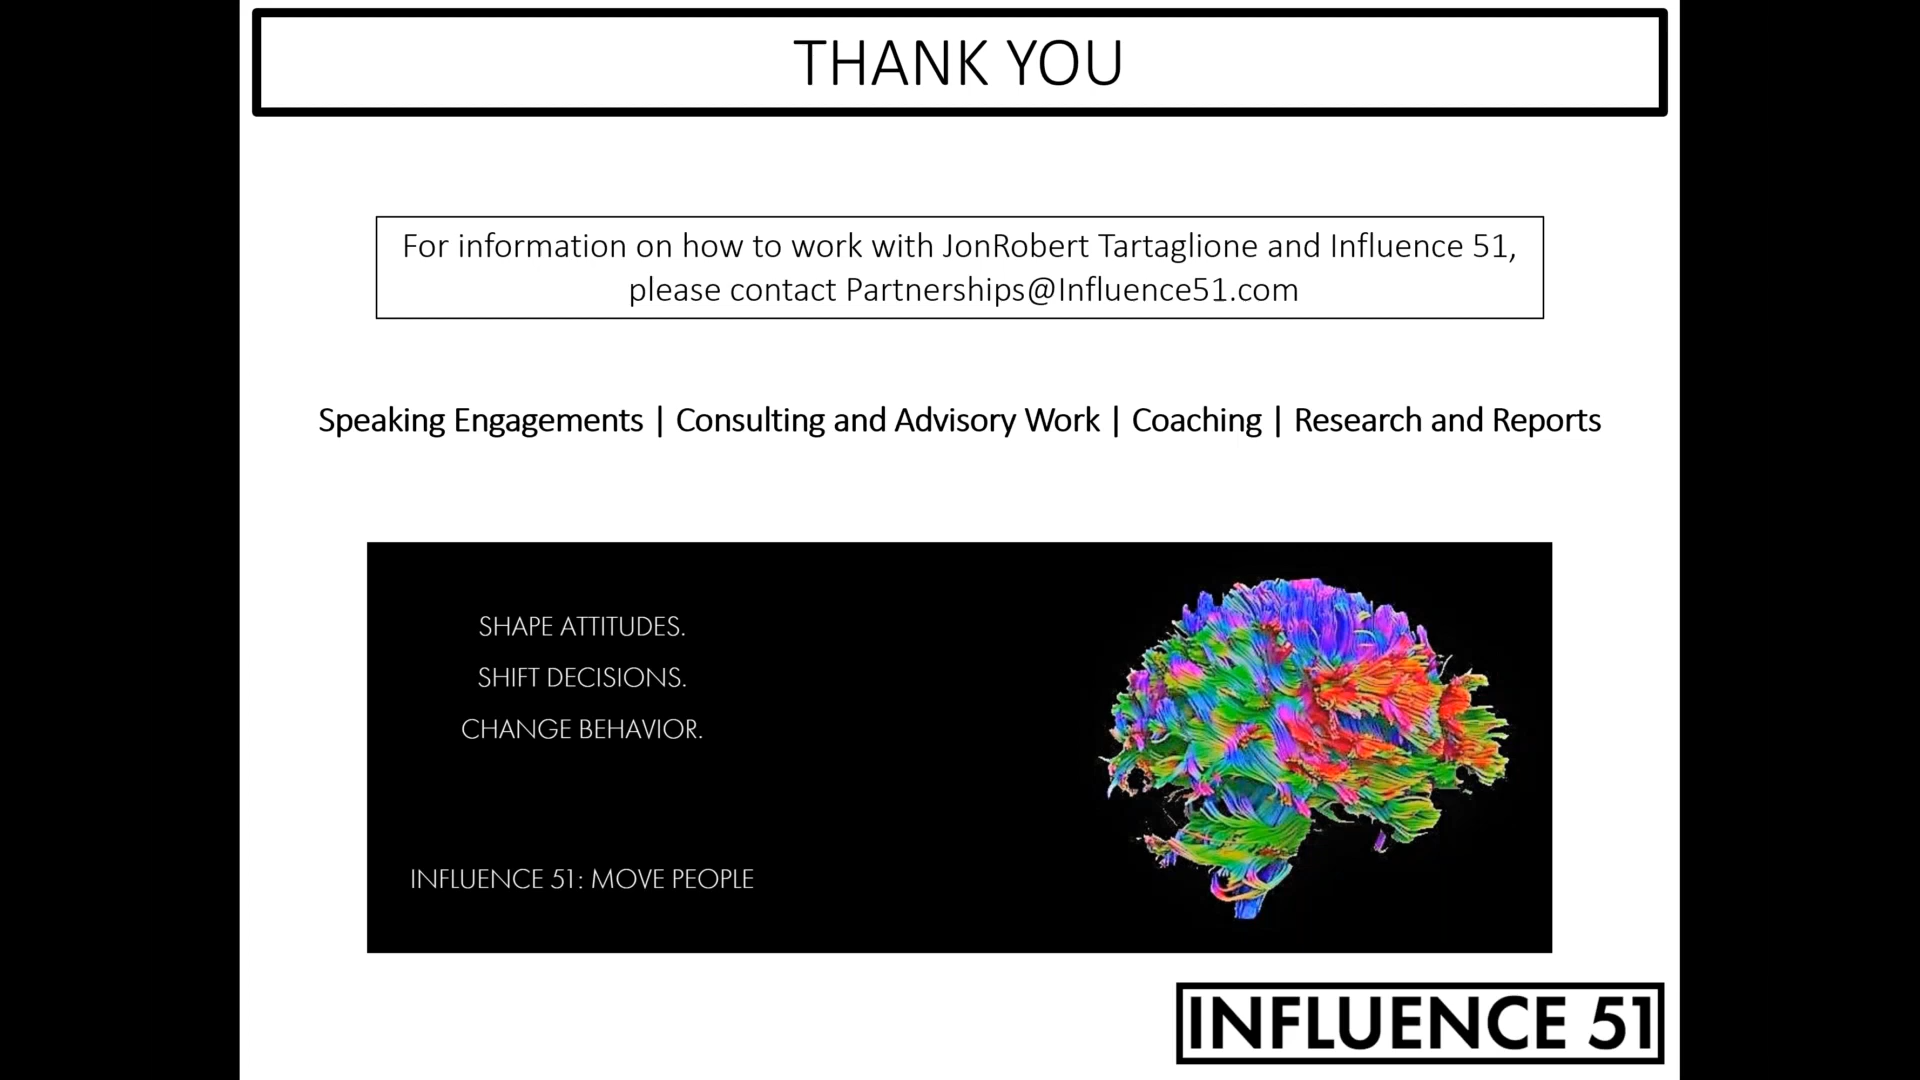 THANK YOU
For information on how to work with JonRobert Tartaglione and Influence 51,
please contact Partnerships@Influence51.com
Speaking Engagements | Consulting and Advisory Work | Coaching | Research and Reports
SHAPE ATTITUDES.
SHIFT DECISIONS.
CHANGE BEHAVIOR.
INFLUENCE 51: MOVE PEOPLE
INFLUENCE 51